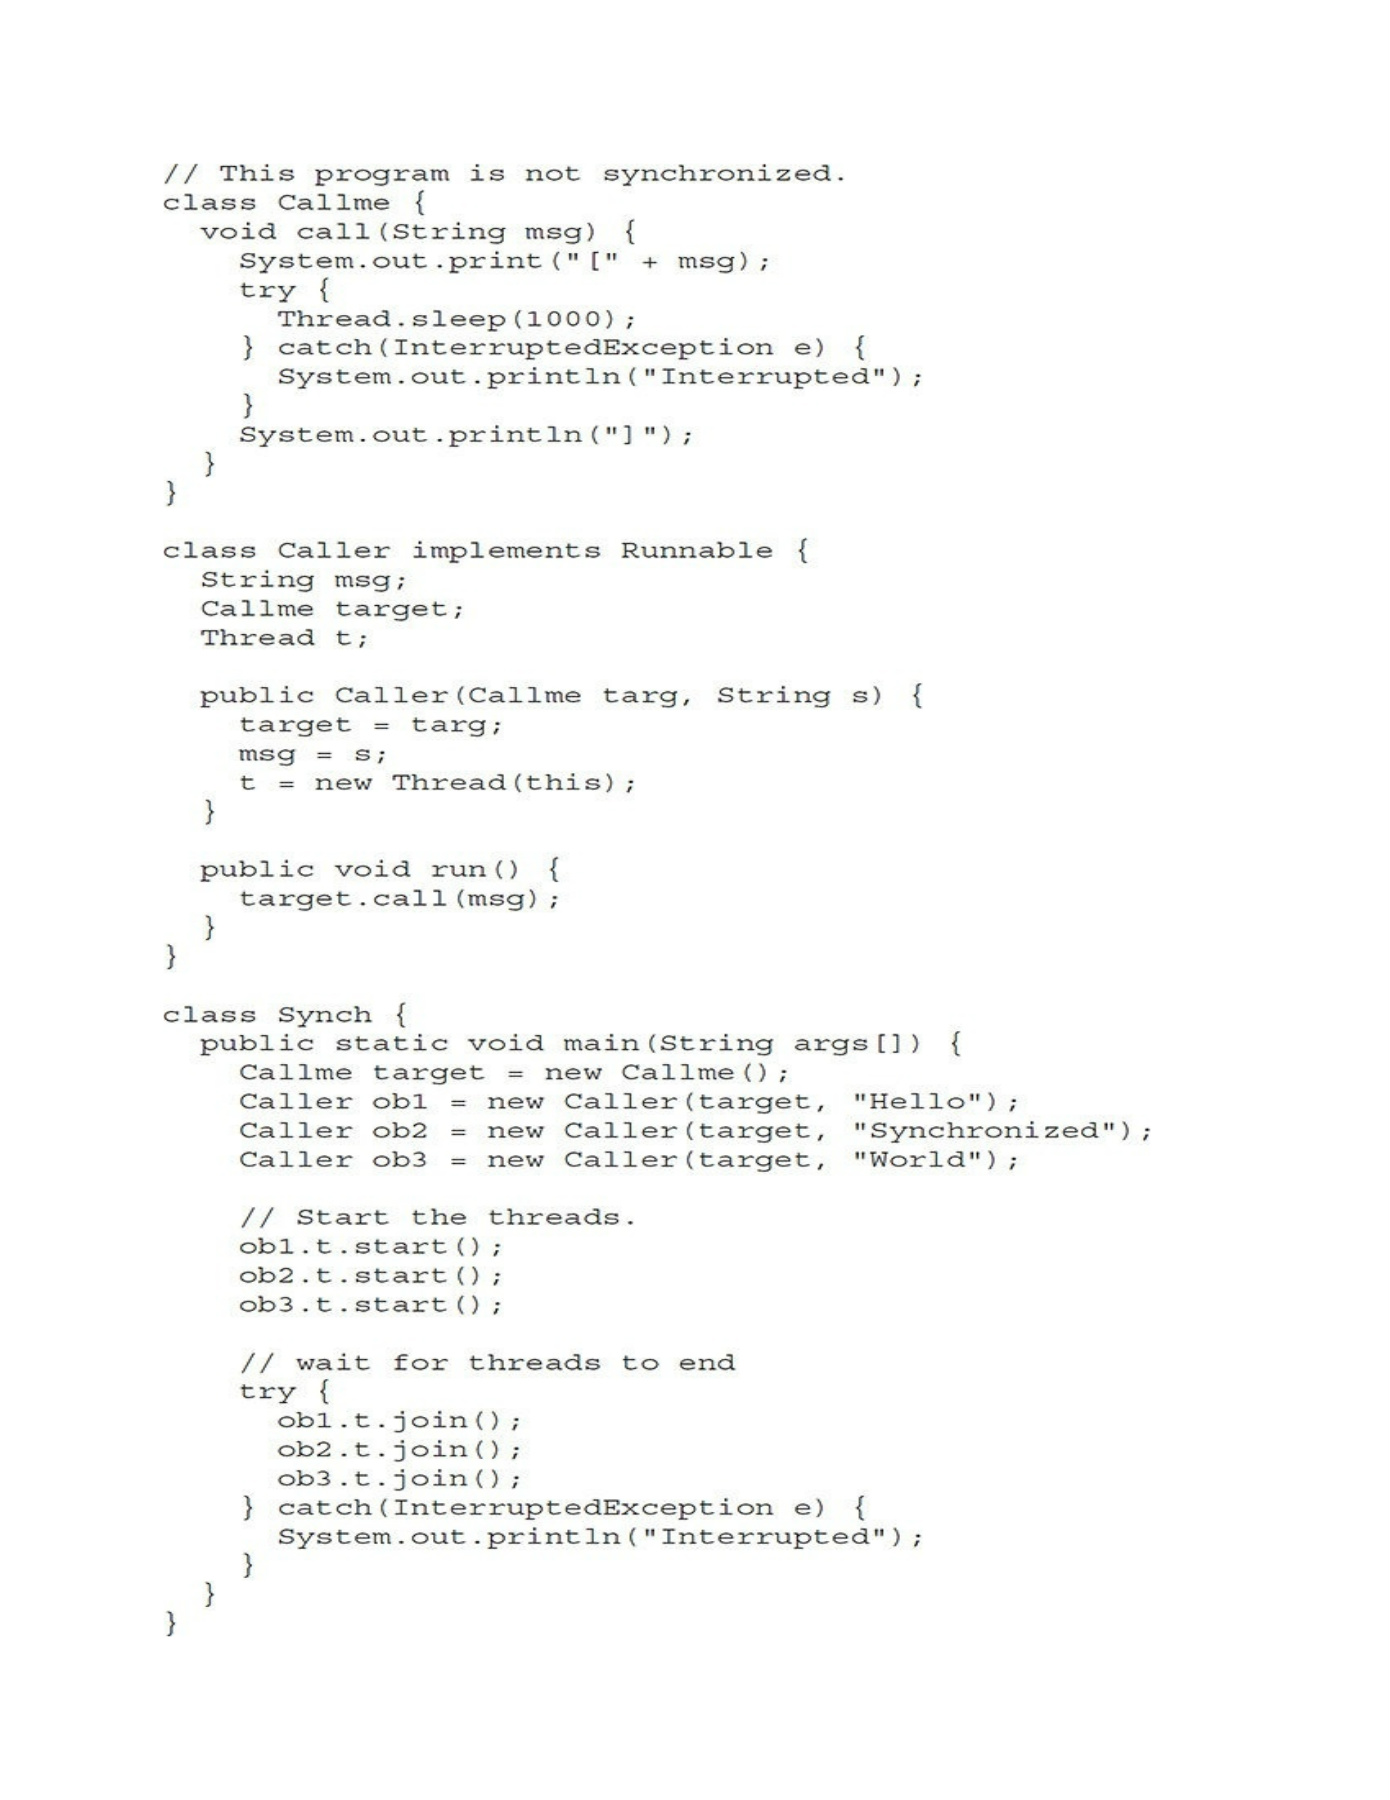 // This program is not synchronized.
class Callme {
  void call(String msg) {
    System.out.print("[" + msg);
    try {
      Thread.sleep(1000);
    } catch(InterruptedException e) {
      System.out.println("Interrupted");
    }
    System.out.println("]");
  }
}

class Caller implements Runnable {
  String msg;
  Callme target;
  Thread t;

  public Caller(Callme targ, String s) {
    target = targ;
    msg = s;
    t = new Thread(this);
  }

  public void run() {
    target.call(msg);
  }
}

class Synch {
  public static void main(String args[]) {
    Callme target = new Callme();
    Caller ob1 = new Caller(target, "Hello");
    Caller ob2 = new Caller(target, "Synchronized");
    Caller ob3 = new Caller(target, "World");

    // Start the threads.
    ob1.t.start();
    ob2.t.start();
    ob3.t.start();

    // wait for threads to end
    try {
      ob1.t.join();
      ob2.t.join();
      ob3.t.join();
    } catch(InterruptedException e) {
      System.out.println("Interrupted");
    }
  }
}